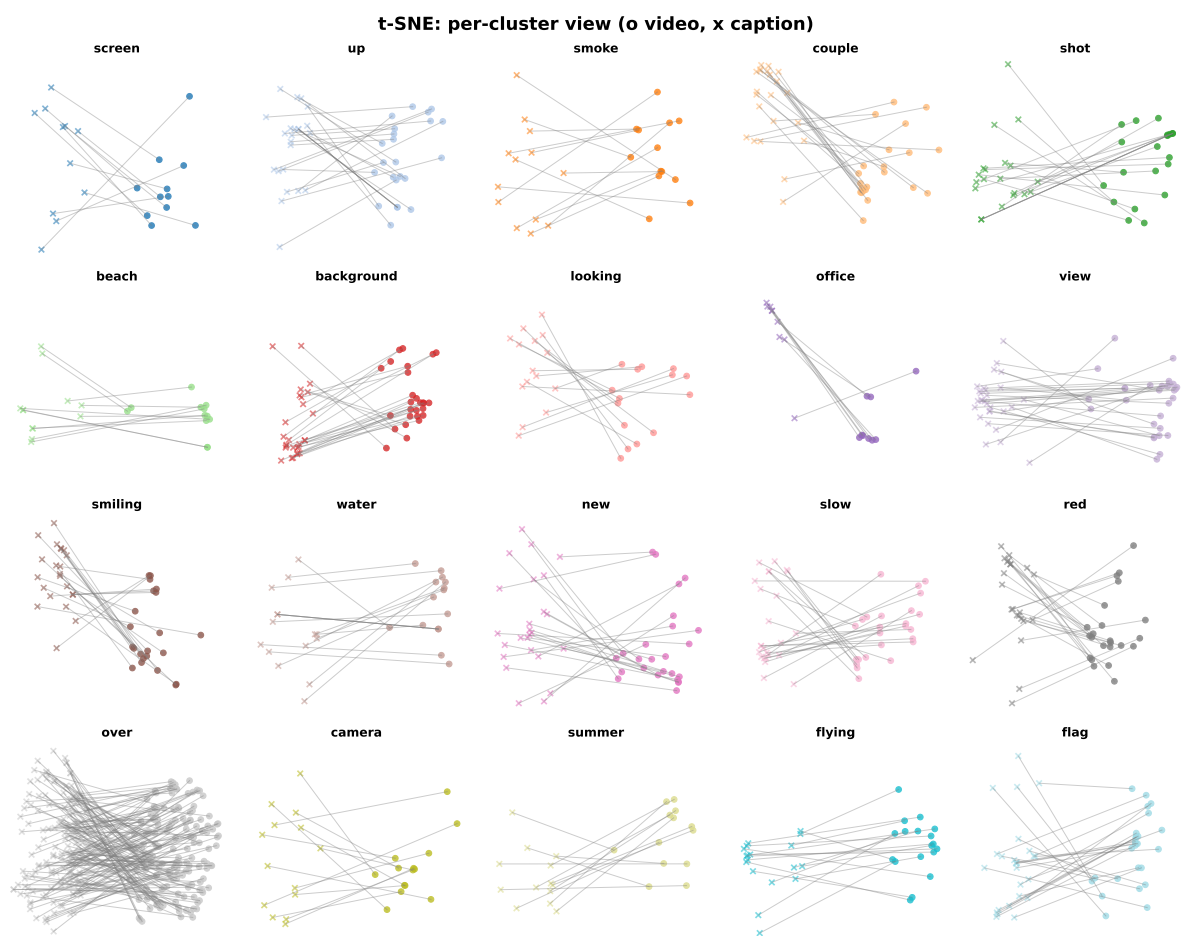 t-SNE: per-cluster view (o video, x caption)
screen up smoke couple shot
beach background looking office view
smiling water new slow red
over camera summer flying flag